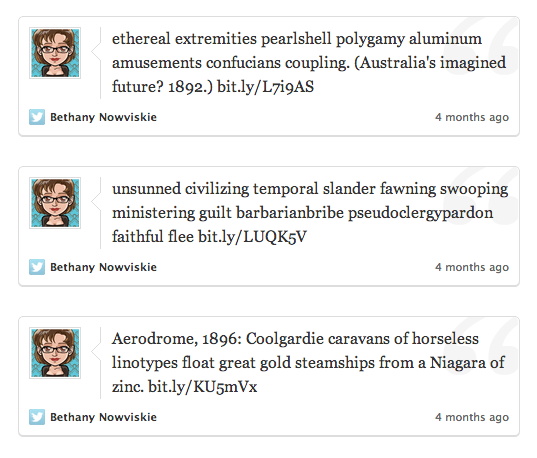 ethereal extremities pearlshell polygamy aluminum
amusements confucians coupling. (Australia's imagined
future? 1892.) bit.ly/L7i9AS
Bethany Nowviskie 4 months ago
unsunned civilizing temporal slander fawning swooping
ministering guilt barbarianbribe pseudoclergypardon
faithful flee bit.ly/LUQK5V
Bethany Nowviskie 4 months ago
Aerodrome, 1896: Coolgardie caravans of horseless
linotypes float great gold steamships from a Niagara of
zinc. bit.ly/KU5mVx
Bethany Nowviskie 4 months ago